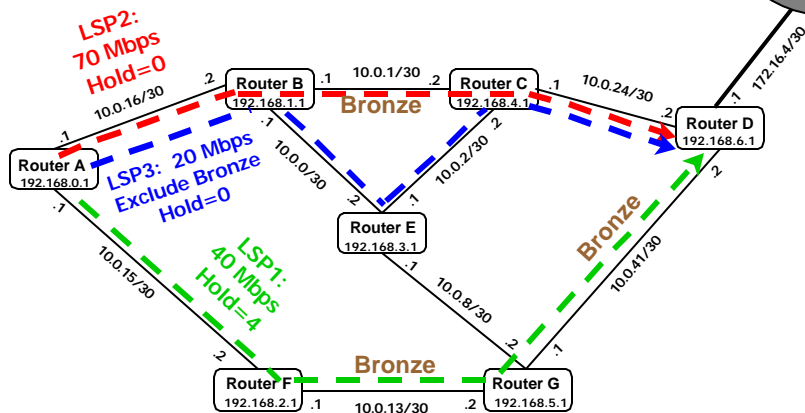 LSP2:
70 Mbps
Hold=0
172.16.4/30
10.0.16/30
.2
Router B
192.168.1.1
.1
10.0.1/30
.2
Router C
192.168.4.1
.1
10.0.24/30
.2
.1
Router D
192.168.6.1
.2
Bronze
.1
Router A
192.168.0.1
.1
LSP3: 20 Mbps
Exclude Bronze
Hold=0
.1
10.0.0/30
.2
.2
10.0.2/30
.1
Router E
192.168.3.1
.1
LSP1:
40 Mbps
Hold=4
10.0.15/30
.2
10.0.8/30
.2
Bronze
10.0.41/30
.1
Router F
192.168.2.1
.1
Bronze
10.0.13/30
.2
Router G
192.168.5.1